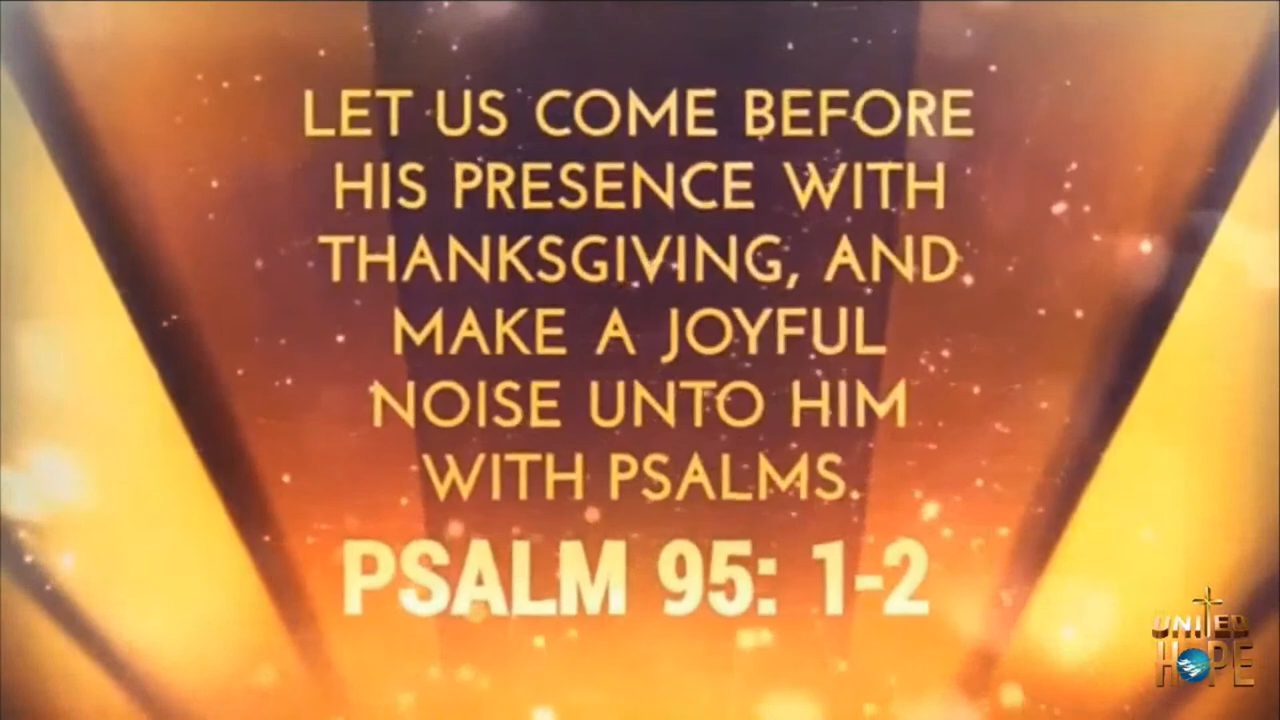 LET US COME BEFORE
HIS PRESENCE WITH
THANKSGIVING, AND
MAKE A JOYFUL
NOISE UNTO HIM
WITH PSALMS.
PSALM 95: 1-2
UNITED
HOPE